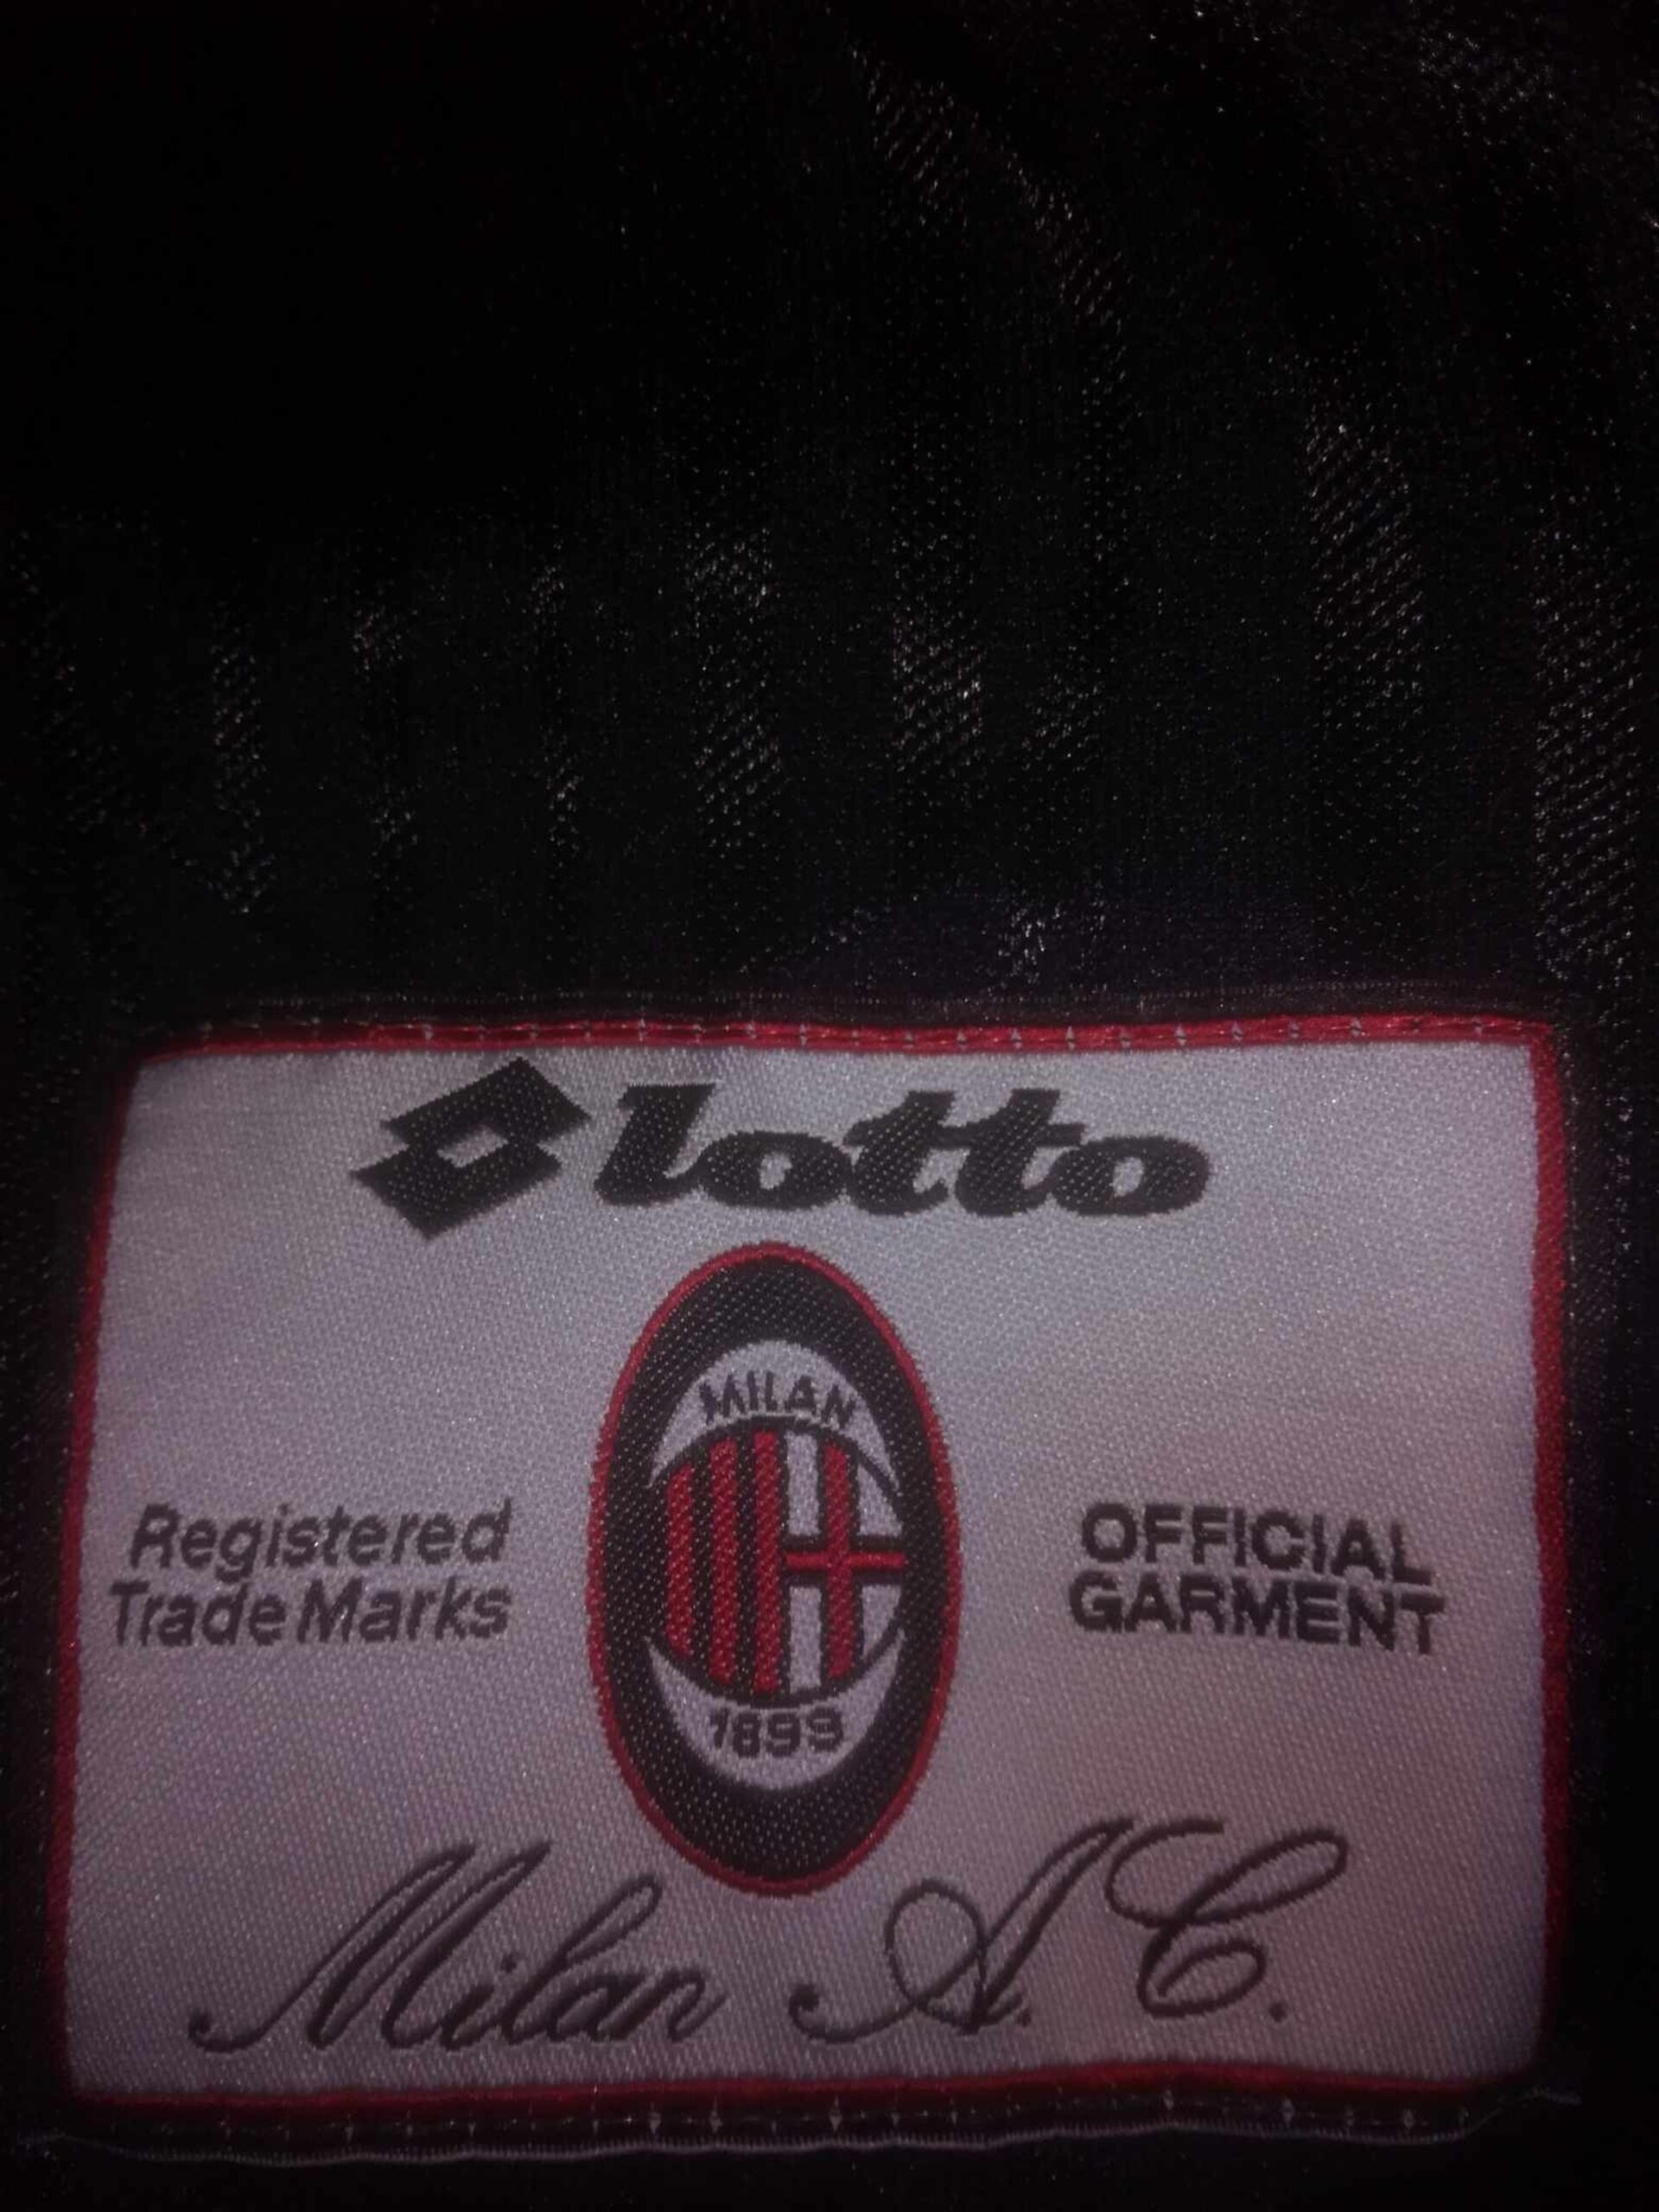 lotto
MILAN
Registered
Trade Marks
OFFICIAL
GARMENT
1899
Milan A.C.